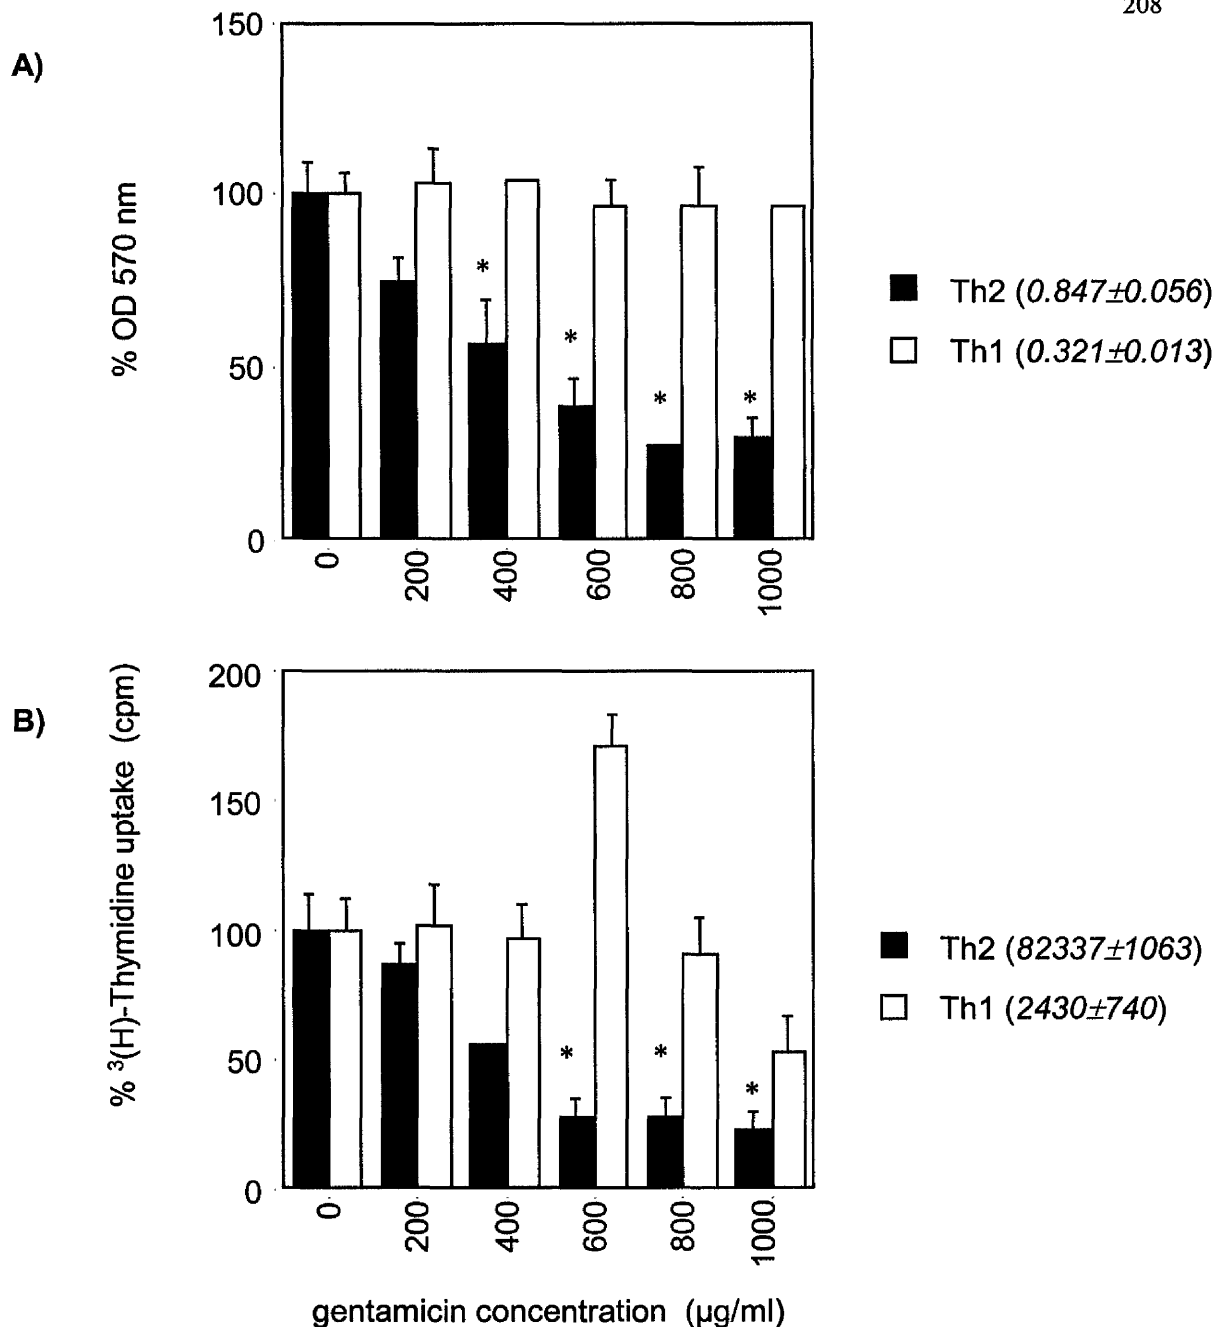 208
A)
150
100
50
0
% OD 570 nm
*
*
*
*
Th2 (0.847±0.056)
Th1 (0.321±0.013)
0 200 400 600 800 1000
B)
200
150
100
50
0
% ³(H)-Thymidine uptake (cpm)
*
*
*
Th2 (82337±1063)
Th1 (2430±740)
0 200 400 600 800 1000
gentamicin concentration (µg/ml)